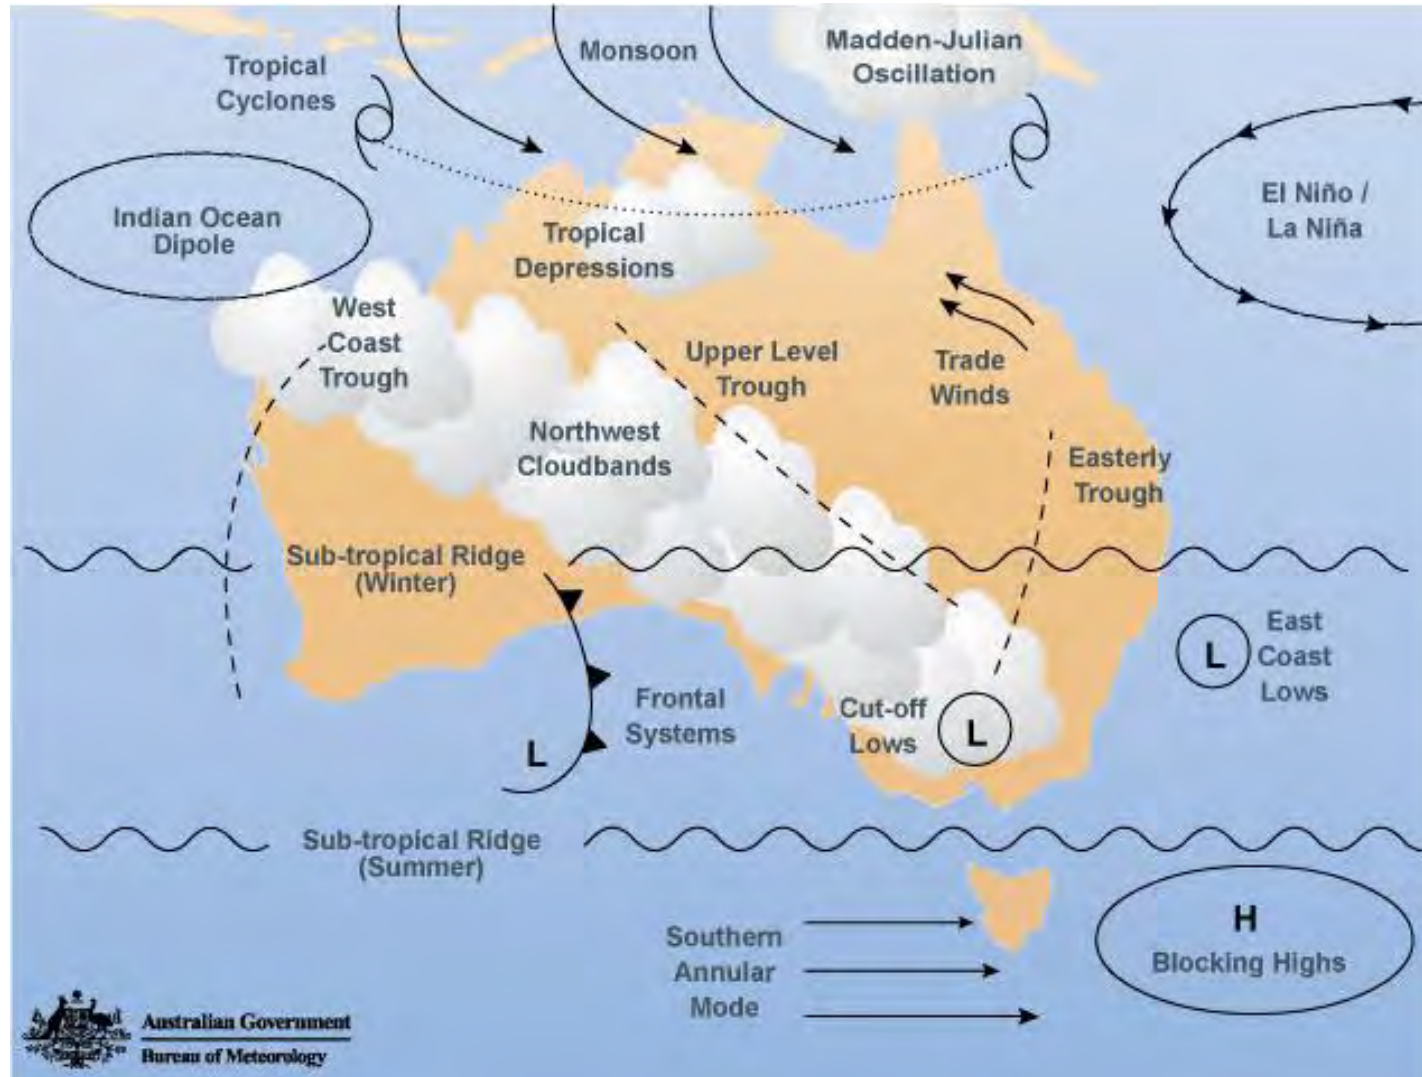 Madden-Julian
Oscillation
Monsoon
Tropical
Cyclones
El Niño /
La Niña
Indian Ocean
Dipole
Tropical
Depressions
West
Coast
Trough
Upper Level
Trough
Trade
Winds
Northwest
Cloudbands
Easterly
Trough
Sub-tropical Ridge
(Winter)
L
East
Coast
Lows
Frontal
Systems
L
Cut-off
Lows
L
Sub-tropical Ridge
(Summer)
Southern
Annular
Mode
H
Blocking Highs
Australian Government
Bureau of Meteorology